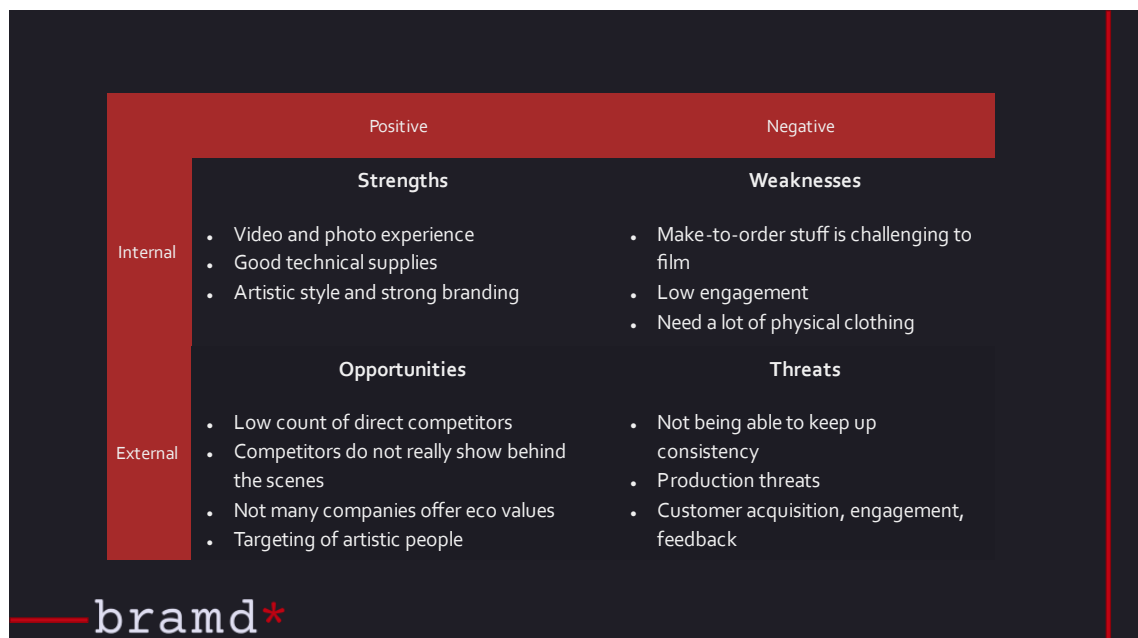 Positive
Negative
Internal
Strengths
• Video and photo experience
• Good technical supplies
• Artistic style and strong branding
Weaknesses
• Make-to-order stuff is challenging to
film
• Low engagement
• Need a lot of physical clothing
External
Opportunities
• Low count of direct competitors
• Competitors do not really show behind
the scenes
• Not many companies offer eco values
• Targeting of artistic people
Threats
• Not being able to keep up
consistency
• Production threats
• Customer acquisition, engagement,
feedback
bramd*